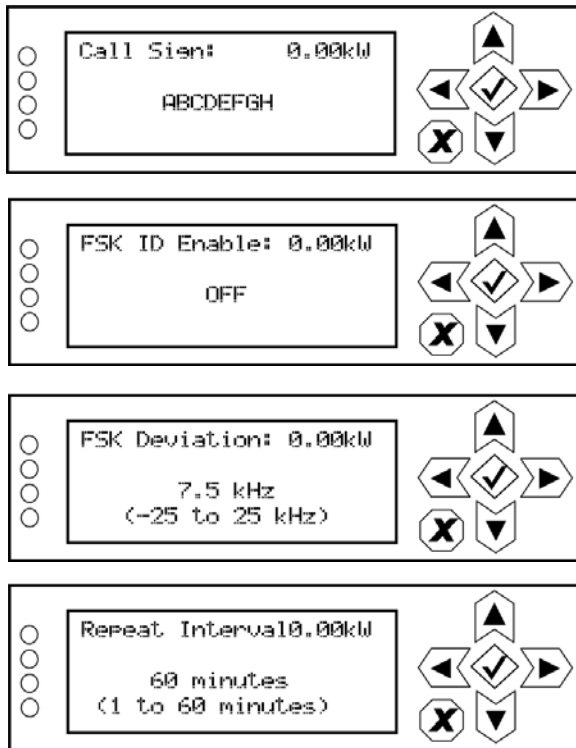 Call Sign: 0.00kW
ABCDEFGH
FSK ID Enable: 0.00kW
OFF
FSK Deviation: 0.00kW
7.5 kHz
(-25 to 25 kHz)
Repeat Interval0.00kW
60 minutes
(1 to 60 minutes)